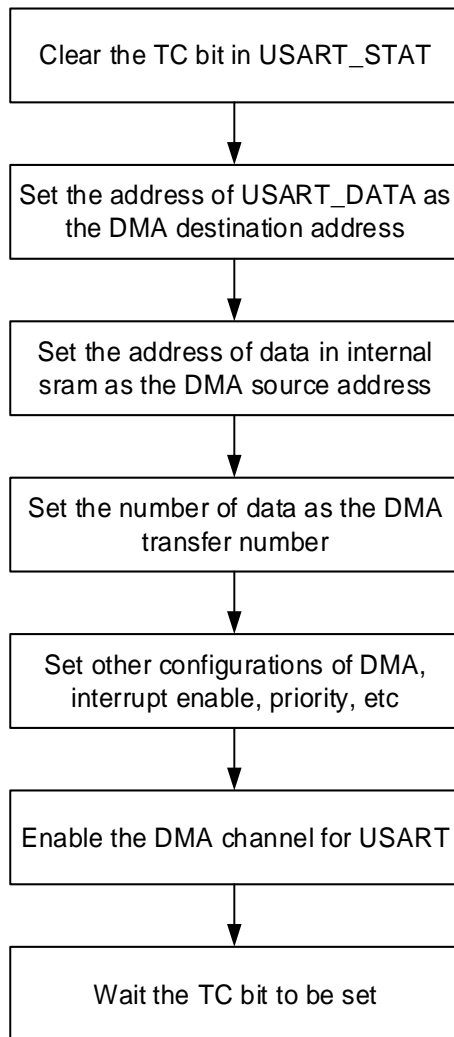 Clear the TC bit in USART_STAT
Set the address of USART_DATA as
the DMA destination address
Set the address of data in internal
sram as the DMA source address
Set the number of data as the DMA
transfer number
Set other configurations of DMA,
interrupt enable, priority, etc
Enable the DMA channel for USART
Wait the TC bit to be set